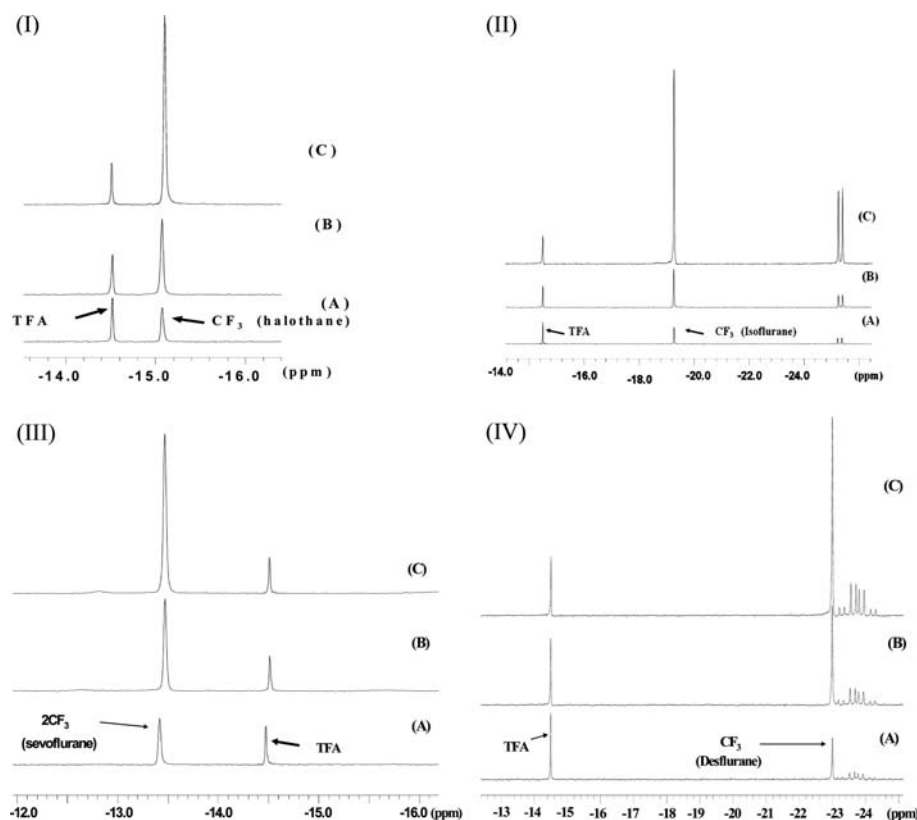 (I)
(C)
(B)
(A)
TFA
CF₃ (halothane)
-14.0 -15.0 -16.0
(ppm)
(II)
(C)
(B)
(A)
TFA
CF₃ (Isoflurane)
-14.0 -16.0 -18.0 -20.0 -22.0 -24.0 (ppm)
(III)
(C)
(B)
2CF₃
(sevoflurane)
(A)
TFA
-12.0 -13.0 -14.0 -15.0 -16.0 (ppm)
(IV)
(C)
(B)
(A)
TFA
CF₃
(Desflurane)
-13 -14 -15 -16 -17 -18 -19 -20 -21 -22 -23 -24 (ppm)